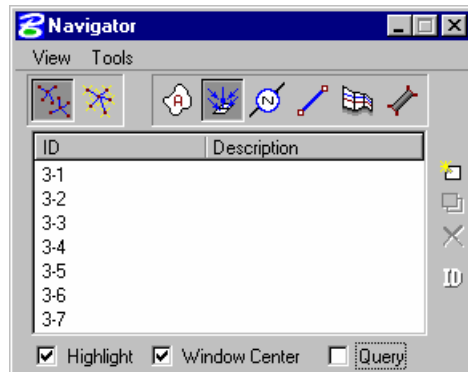 Navigator
View Tools
A N
ID Description
3-1
3-2
3-3
3-4
3-5
3-6
3-7
ID
Highlight Window Center Query